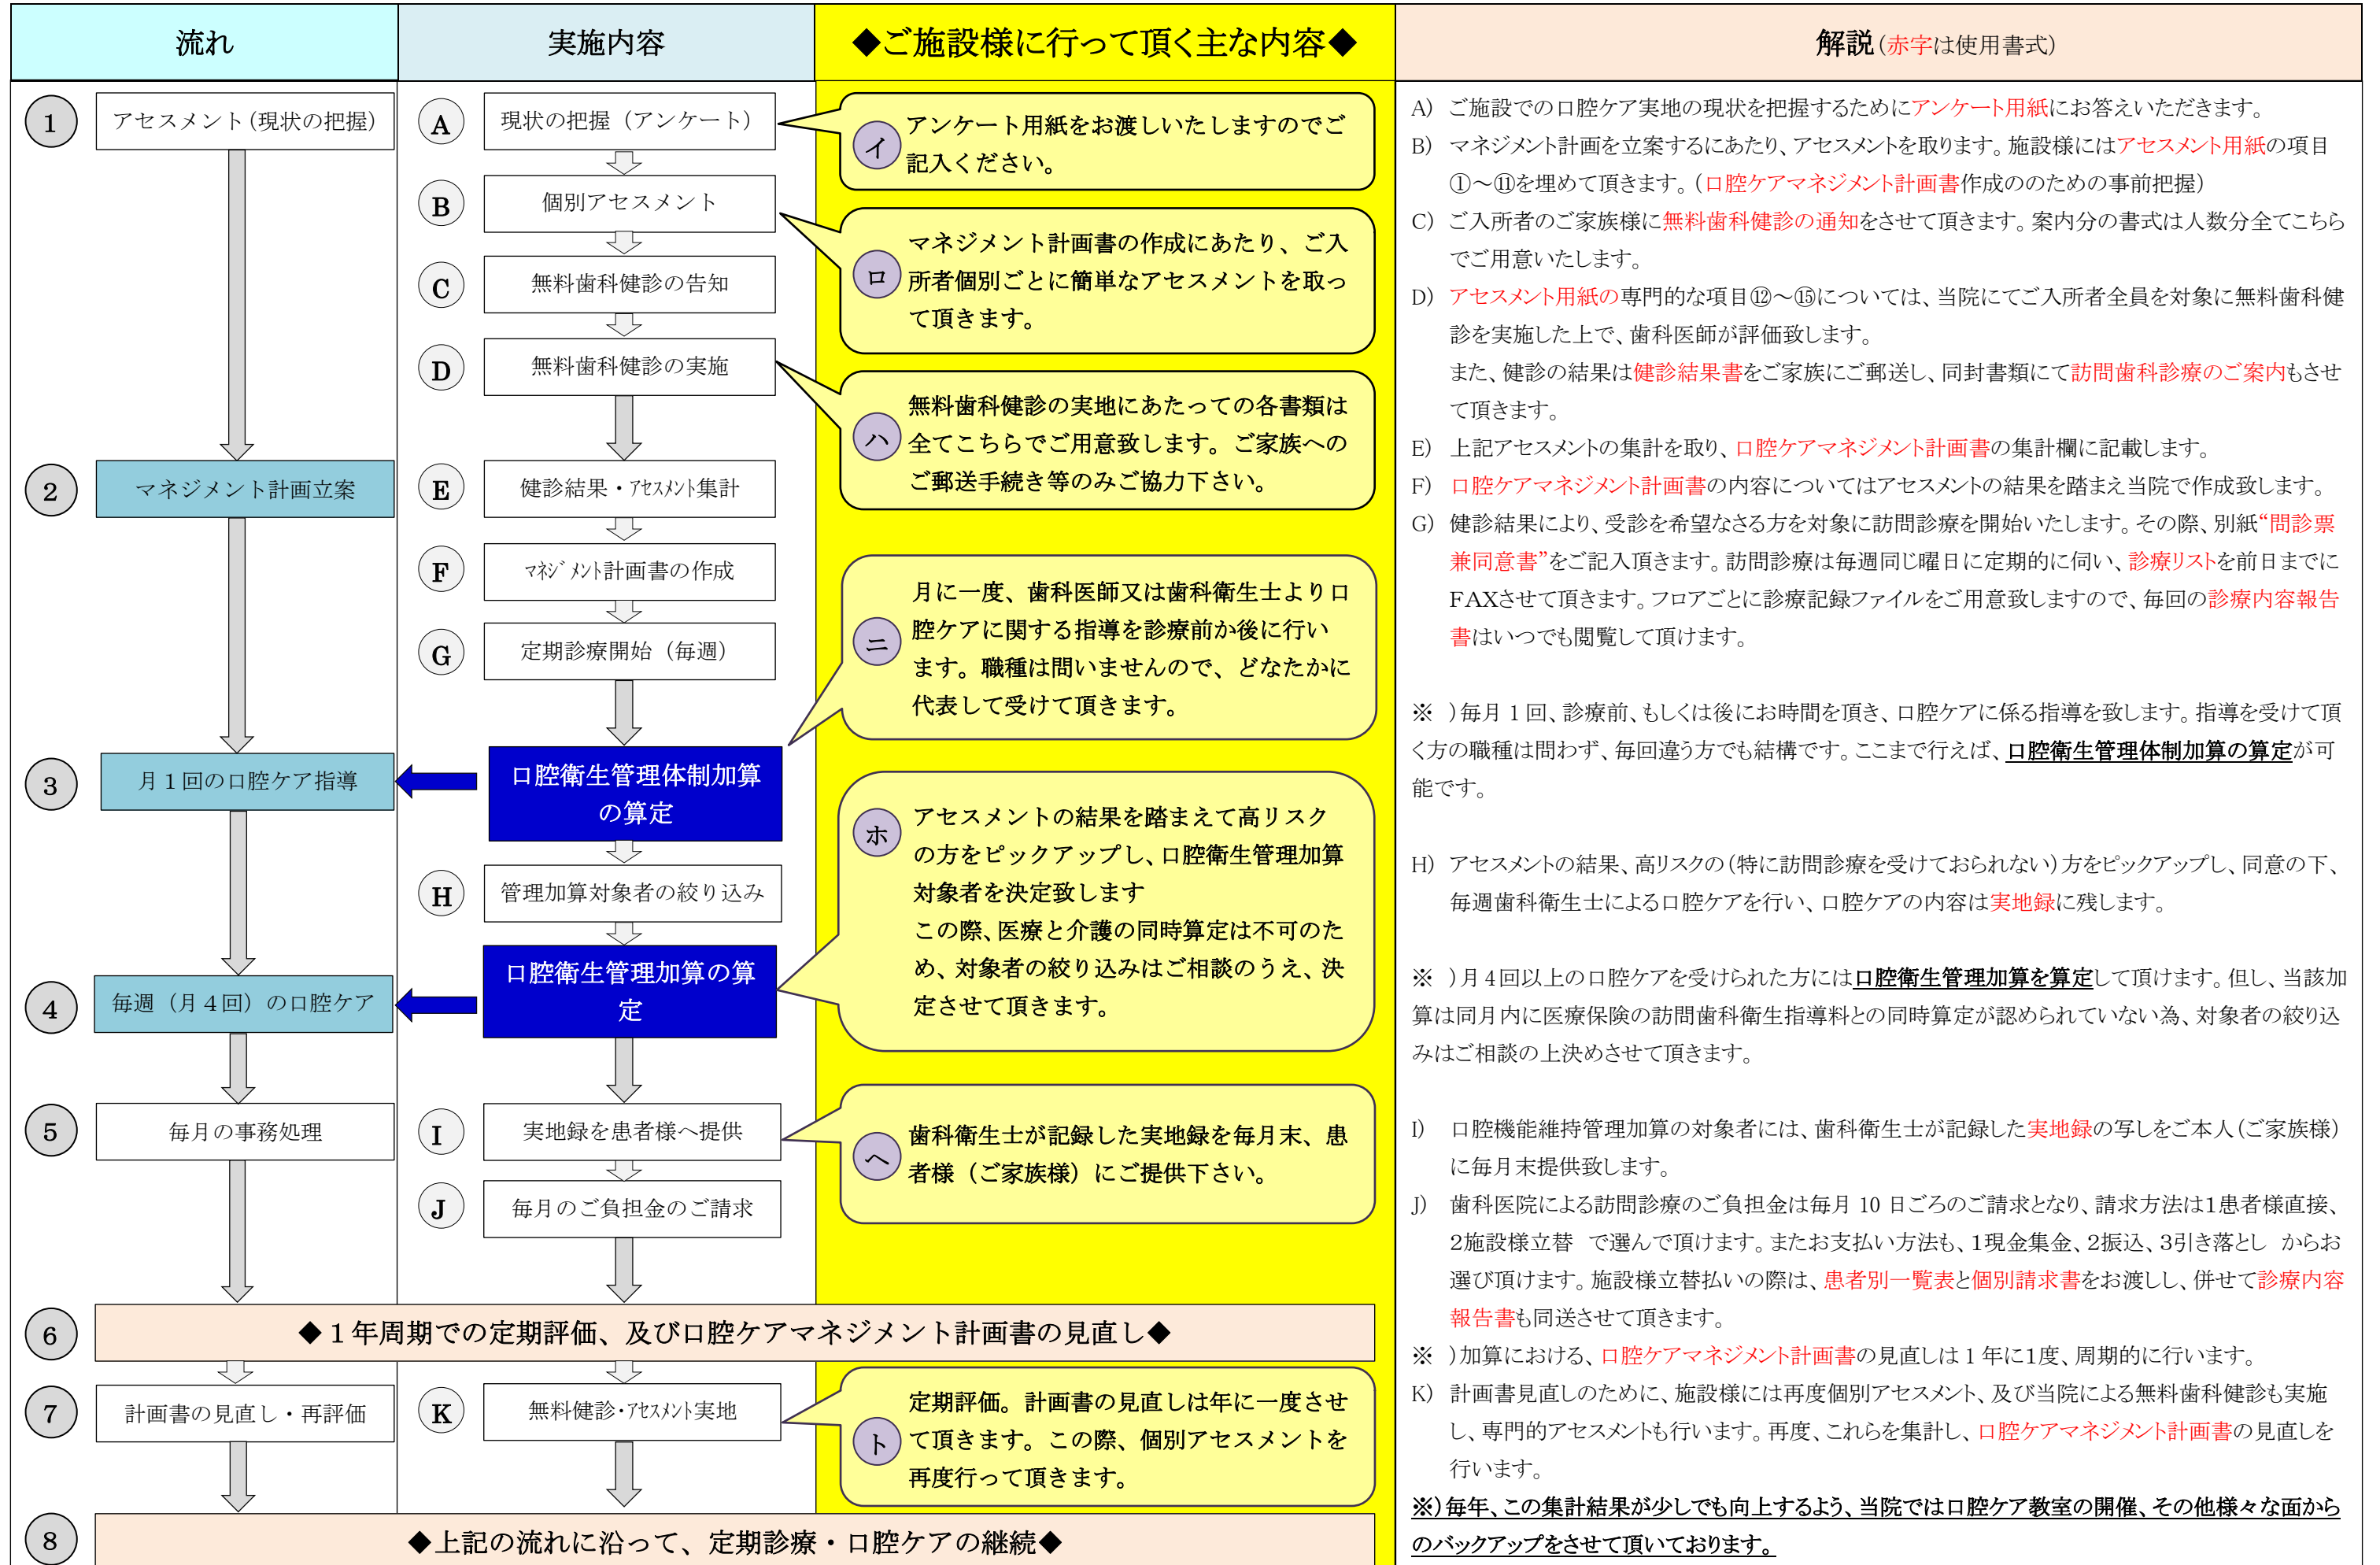 流れ
実施内容
◆ご施設様に行って頂く主な内容◆
解説(赤字は使用書式)
1
アセスメント(現状の把握)
2
マネジメント計画立案
3
月１回の口腔ケア指導
4
毎週（月４回）の口腔ケア
5
毎月の事務処理
6
◆１年周期での定期評価、及び口腔ケアマネジメント計画書の見直し◆
7
計画書の見直し・再評価
8
◆上記の流れに沿って、定期診療・口腔ケアの継続◆
A
現状の把握（アンケート）
B
個別アセスメント
C
無料歯科健診の告知
D
無料歯科健診の実施
E
健診結果・アセスメント集計
F
マネジメント計画書の作成
G
定期診療開始（毎週）
口腔衛生管理体制加算
の算定
H
管理加算対象者の絞り込み
口腔衛生管理加算の算
定
I
実地録を患者様へ提供
J
毎月のご負担金のご請求
K
無料健診・アセスメント実地
イ
アンケート用紙をお渡しいたしますのでご
記入ください。
ロ
マネジメント計画書の作成にあたり、ご入
所者個別ごとに簡単なアセスメントを取っ
て頂きます。
ハ
無料歯科健診の実地にあたっての各書類は
全てこちらでご用意致します。ご家族への
ご郵送手続き等のみご協力下さい。
ニ
月に一度、歯科医師又は歯科衛生士より口
腔ケアに関する指導を診療前か後に行い
ます。職種は問いませんので、どなたかに
代表して受けて頂きます。
ホ
アセスメントの結果を踏まえて高リスク
の方をピックアップし、口腔衛生管理加算
対象者を決定致します
この際、医療と介護の同時算定は不可のた
め、対象者の絞り込みはご相談のうえ、決
定させて頂きます。
ヘ
歯科衛生士が記録した実地録を毎月末、患
者様（ご家族様）にご提供下さい。
ト
定期評価。計画書の見直しは年に一度させ
て頂きます。この際、個別アセスメントを
再度行って頂きます。
A) ご施設での口腔ケア実地の現状を把握するためにアンケート用紙にお答えいただきます。
B) マネジメント計画を立案するにあたり、アセスメントを取ります。施設様にはアセスメント用紙の項目
①～⑪を埋めて頂きます。(口腔ケアマネジメント計画書作成ののための事前把握)
C) ご入所者のご家族様に無料歯科健診の通知をさせて頂きます。案内分の書式は人数分全てこちら
でご用意いたします。
D) アセスメント用紙の専門的な項目⑫～⑮については、当院にてご入所者全員を対象に無料歯科健
診を実施した上で、歯科医師が評価致します。
また、健診の結果は健診結果書をご家族にご郵送し、同封書類にて訪問歯科診療のご案内もさせ
て頂きます。
E) 上記アセスメントの集計を取り、口腔ケアマネジメント計画書の集計欄に記載します。
F) 口腔ケアマネジメント計画書の内容についてはアセスメントの結果を踏まえ当院で作成致します。
G) 健診結果により、受診を希望なさる方を対象に訪問診療を開始いたします。その際、別紙“問診票
兼同意書”をご記入頂きます。訪問診療は毎週同じ曜日に定期的に伺い、診療リストを前日までに
FAXさせて頂きます。フロアごとに診療記録ファイルをご用意致しますので、毎回の診療内容報告
書はいつでも閲覧して頂けます。
※ )毎月１回、診療前、もしくは後にお時間を頂き、口腔ケアに係る指導を致します。指導を受けて頂
く方の職種は問わず、毎回違う方でも結構です。ここまで行えば、口腔衛生管理体制加算の算定が可
能です。
H) アセスメントの結果、高リスクの(特に訪問診療を受けておられない)方をピックアップし、同意の下、
毎週歯科衛生士による口腔ケアを行い、口腔ケアの内容は実地録に残します。
※ )月4回以上の口腔ケアを受けられた方には口腔衛生管理加算を算定して頂けます。但し、当該加
算は同月内に医療保険の訪問歯科衛生指導料との同時算定が認められていない為、対象者の絞り込
みはご相談の上決めさせて頂きます。
I) 口腔機能維持管理加算の対象者には、歯科衛生士が記録した実地録の写しをご本人(ご家族様)
に毎月末提供致します。
J) 歯科医院による訪問診療のご負担金は毎月 10 日ごろのご請求となり、請求方法は1患者様直接、
2施設様立替　で選んで頂けます。またお支払い方法も、1現金集金、2振込、3引き落とし　からお
選び頂けます。施設様立替払いの際は、患者別一覧表と個別請求書をお渡しし、併せて診療内容
報告書も同送させて頂きます。
※ )加算における、口腔ケアマネジメント計画書の見直しは１年に1度、周期的に行います。
K) 計画書見直しのために、施設様には再度個別アセスメント、及び当院による無料歯科健診も実施
し、専門的アセスメントも行います。再度、これらを集計し、口腔ケアマネジメント計画書の見直しを
行います。
※)毎年、この集計結果が少しでも向上するよう、当院では口腔ケア教室の開催、その他様々な面から
のバックアップをさせて頂いております。